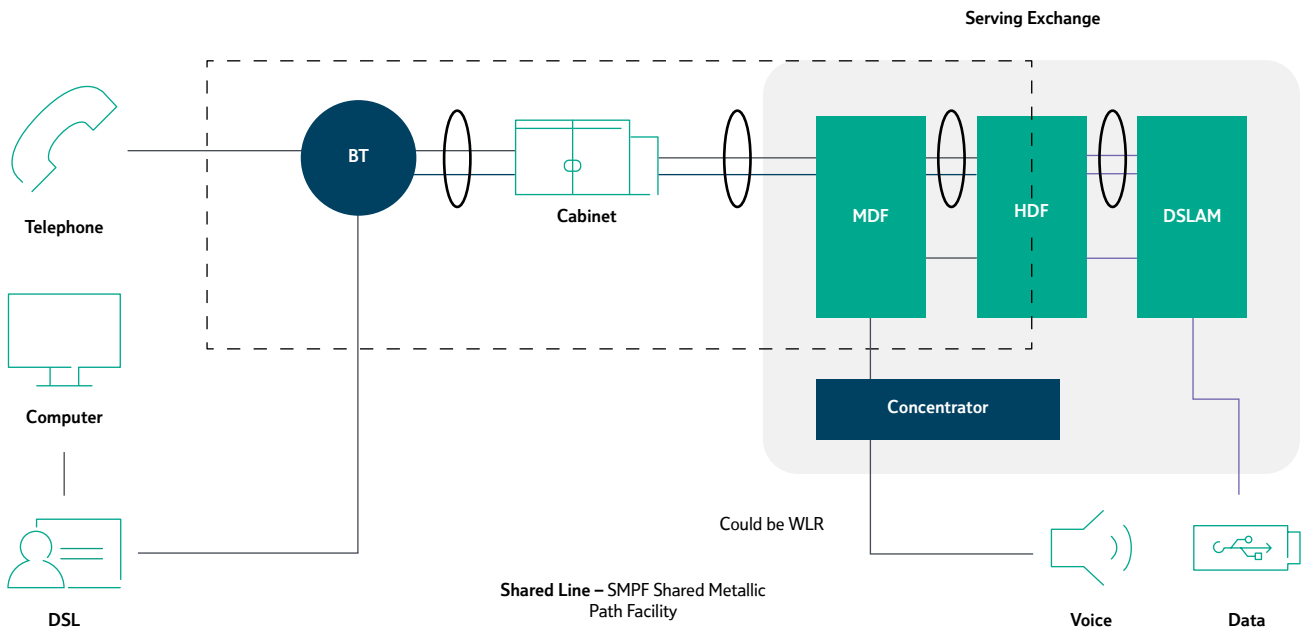 Serving Exchange
BT
Telephone
Cabinet
MDF
HDF
DSLAM
Computer
Concentrator
Could be WLR
Shared Line – SMPF Shared Metallic
Path Facility
DSL
Voice
Data